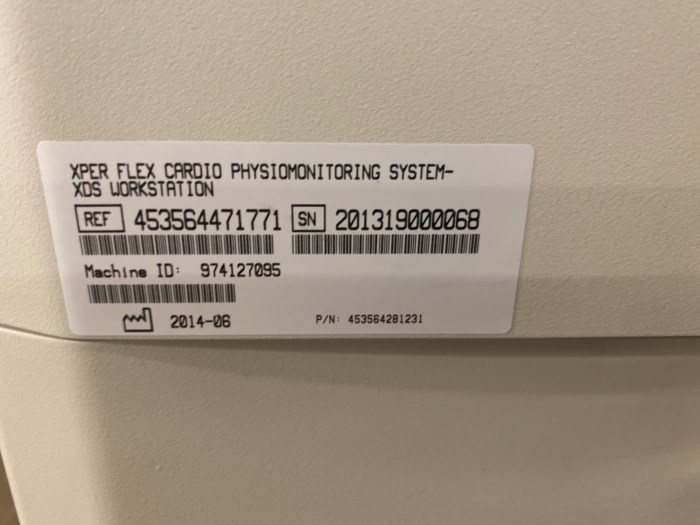 XPER FLEX CARDIO PHYSIOMONITORING SYSTEM-
XDS WORKSTATION
REF 453564471771 SN 201319000068
Machine ID: 974127095
2014-06 P/N: 453564281231